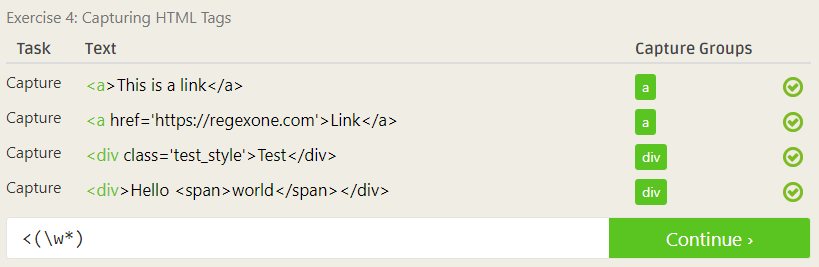 Exercise 4: Capturing HTML Tags
Task Text Capture Groups
Capture <a>This is a link</a> a
Capture <a href='https://regexone.com'>Link</a> a
Capture <div class='test_style'>Test</div> div
Capture <div>Hello <span>world</span></div> div
<(\w*) Continue ›